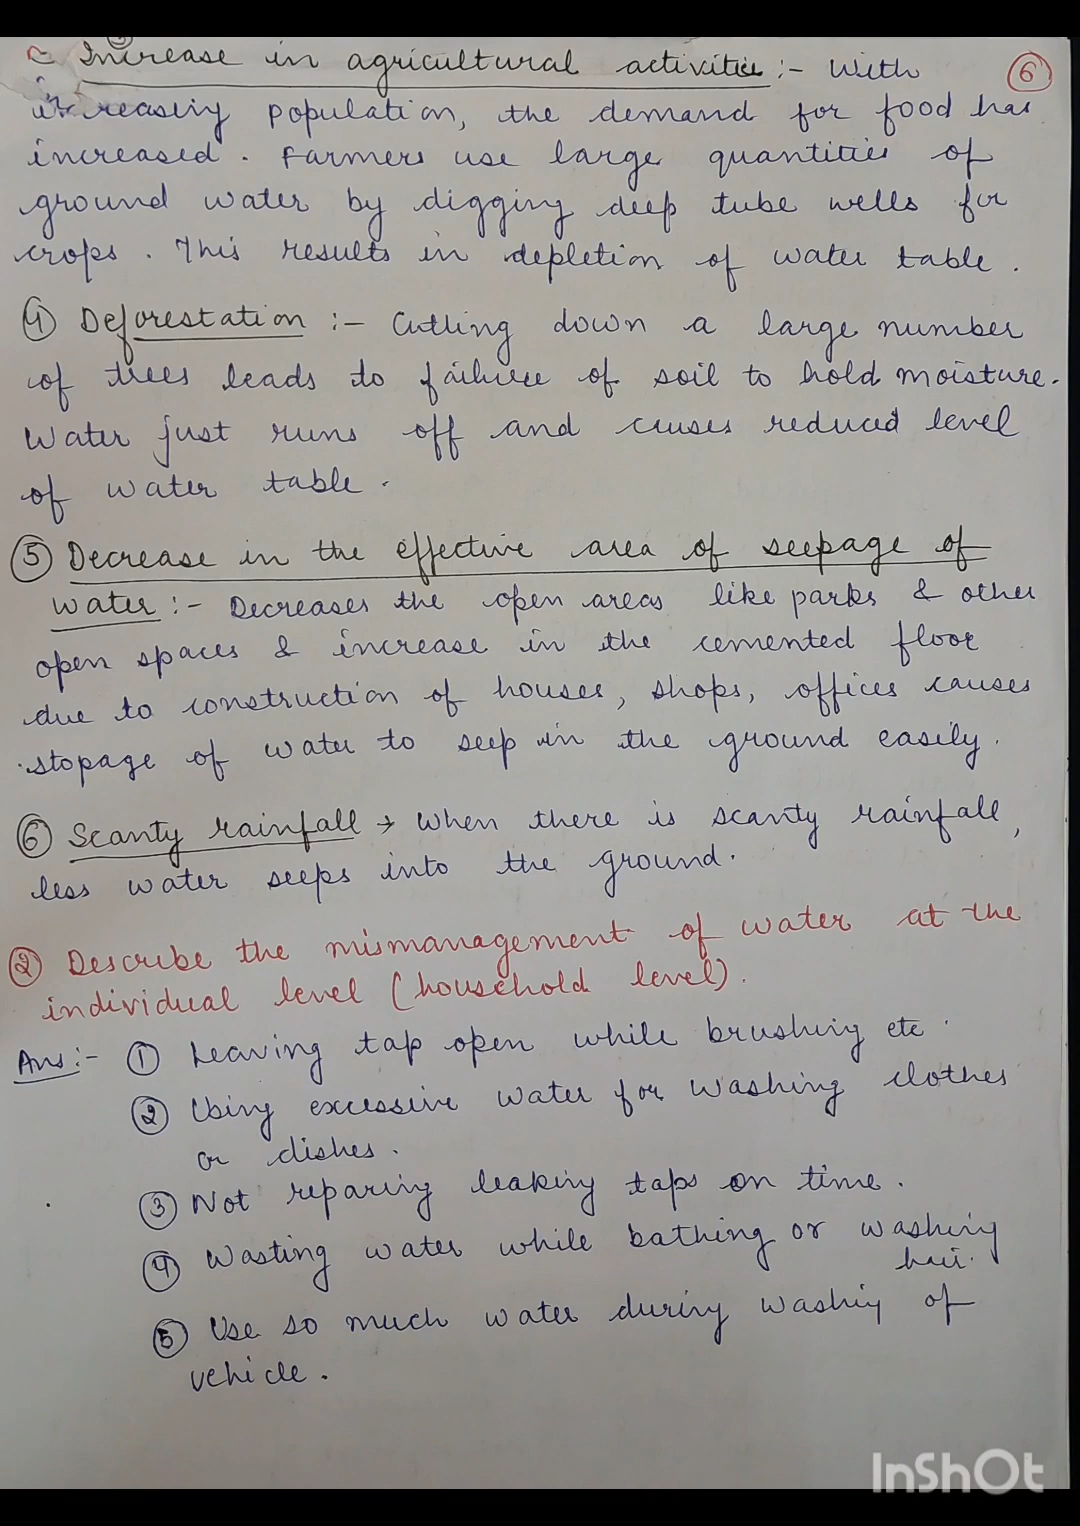 Increase in agricultural activities :- With
⑥
increasing population, the demand for food has
increased. Farmers use large quantities of
ground water by digging deep tube wells for
crops. This results in depletion of water table.
④ Deforestation :- Cutting down a large number
of trees leads to failure of soil to hold moisture.
Water just runs off and causes reduced level
of water table.
⑤ Decrease in the effective area of seepage of
water :- Decreases the open areas like parks & other
open spaces & increase in the cemented floor
due to construction of houses, shops, offices causes
stopage of water to seep in the ground easily.
⑥ Scanty rainfall → When there is scanty rainfall,
less water seeps into the ground.
② Describe the mismanagement of water at the
individual level (household level).
Ans :- ① Leaving tap open while brushing etc.
② Using excessive water for washing clothes
or dishes.
③ Not reparing leaking taps on time.
④ Wasting water while bathing or washing
hair.
⑤ Use so much water during washing of
vehicle.
InShOt